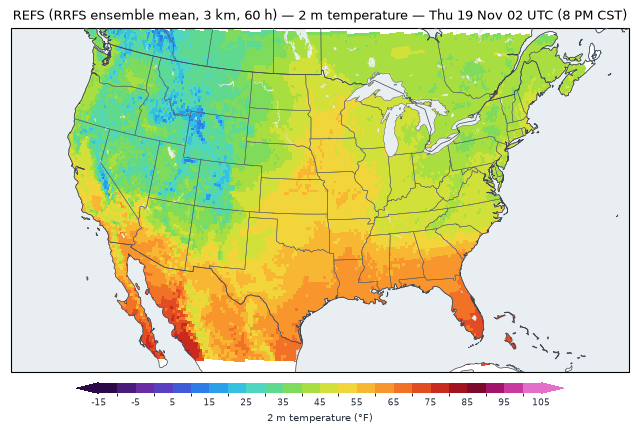 REFS (RRFS ensemble mean, 3 km, 60 h) — 2 m temperature — Thu 19 Nov 02 UTC (8 PM CST)
-15 -5 5 15 25 35 45 55 65 75 85 95 105
2 m temperature (°F)